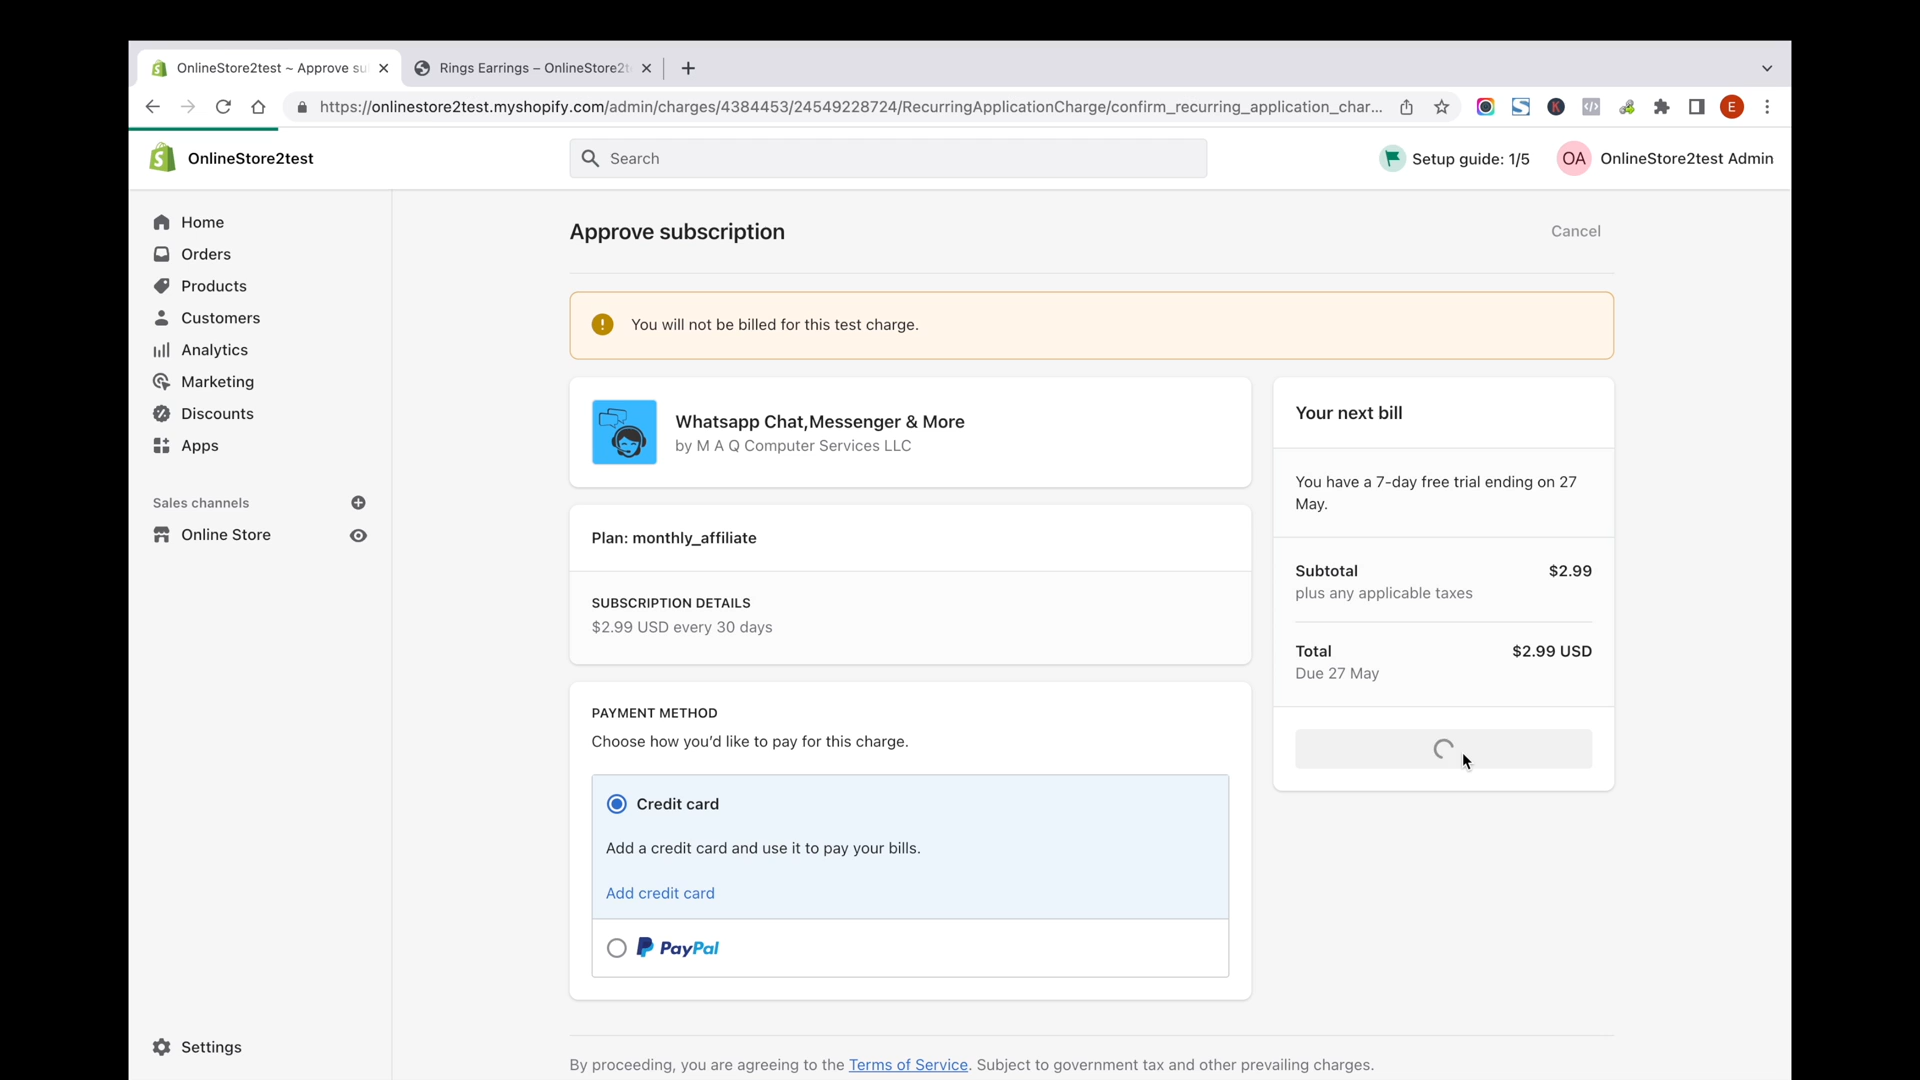 OnlineStore2test ~ Approve su
Rings Earrings – OnlineStore2t
https://onlinestore2test.myshopify.com/admin/charges/4384453/24549228724/RecurringApplicationCharge/confirm_recurring_application_char...
E
OnlineStore2test
Search
Setup guide: 1/5
OA
OnlineStore2test Admin
Home
Orders
Products
Customers
Analytics
Marketing
Discounts
Apps
Sales channels
Online Store
Settings
Approve subscription
Cancel
You will not be billed for this test charge.
Whatsapp Chat,Messenger & More
by M A Q Computer Services LLC
Plan: monthly_affiliate
SUBSCRIPTION DETAILS
$2.99 USD every 30 days
PAYMENT METHOD
Choose how you'd like to pay for this charge.
Credit card
Add a credit card and use it to pay your bills.
Add credit card
PayPal
Your next bill
You have a 7-day free trial ending on 27
May.
Subtotal $2.99
plus any applicable taxes
Total $2.99 USD
Due 27 May
By proceeding, you are agreeing to the Terms of Service. Subject to government tax and other prevailing charges.